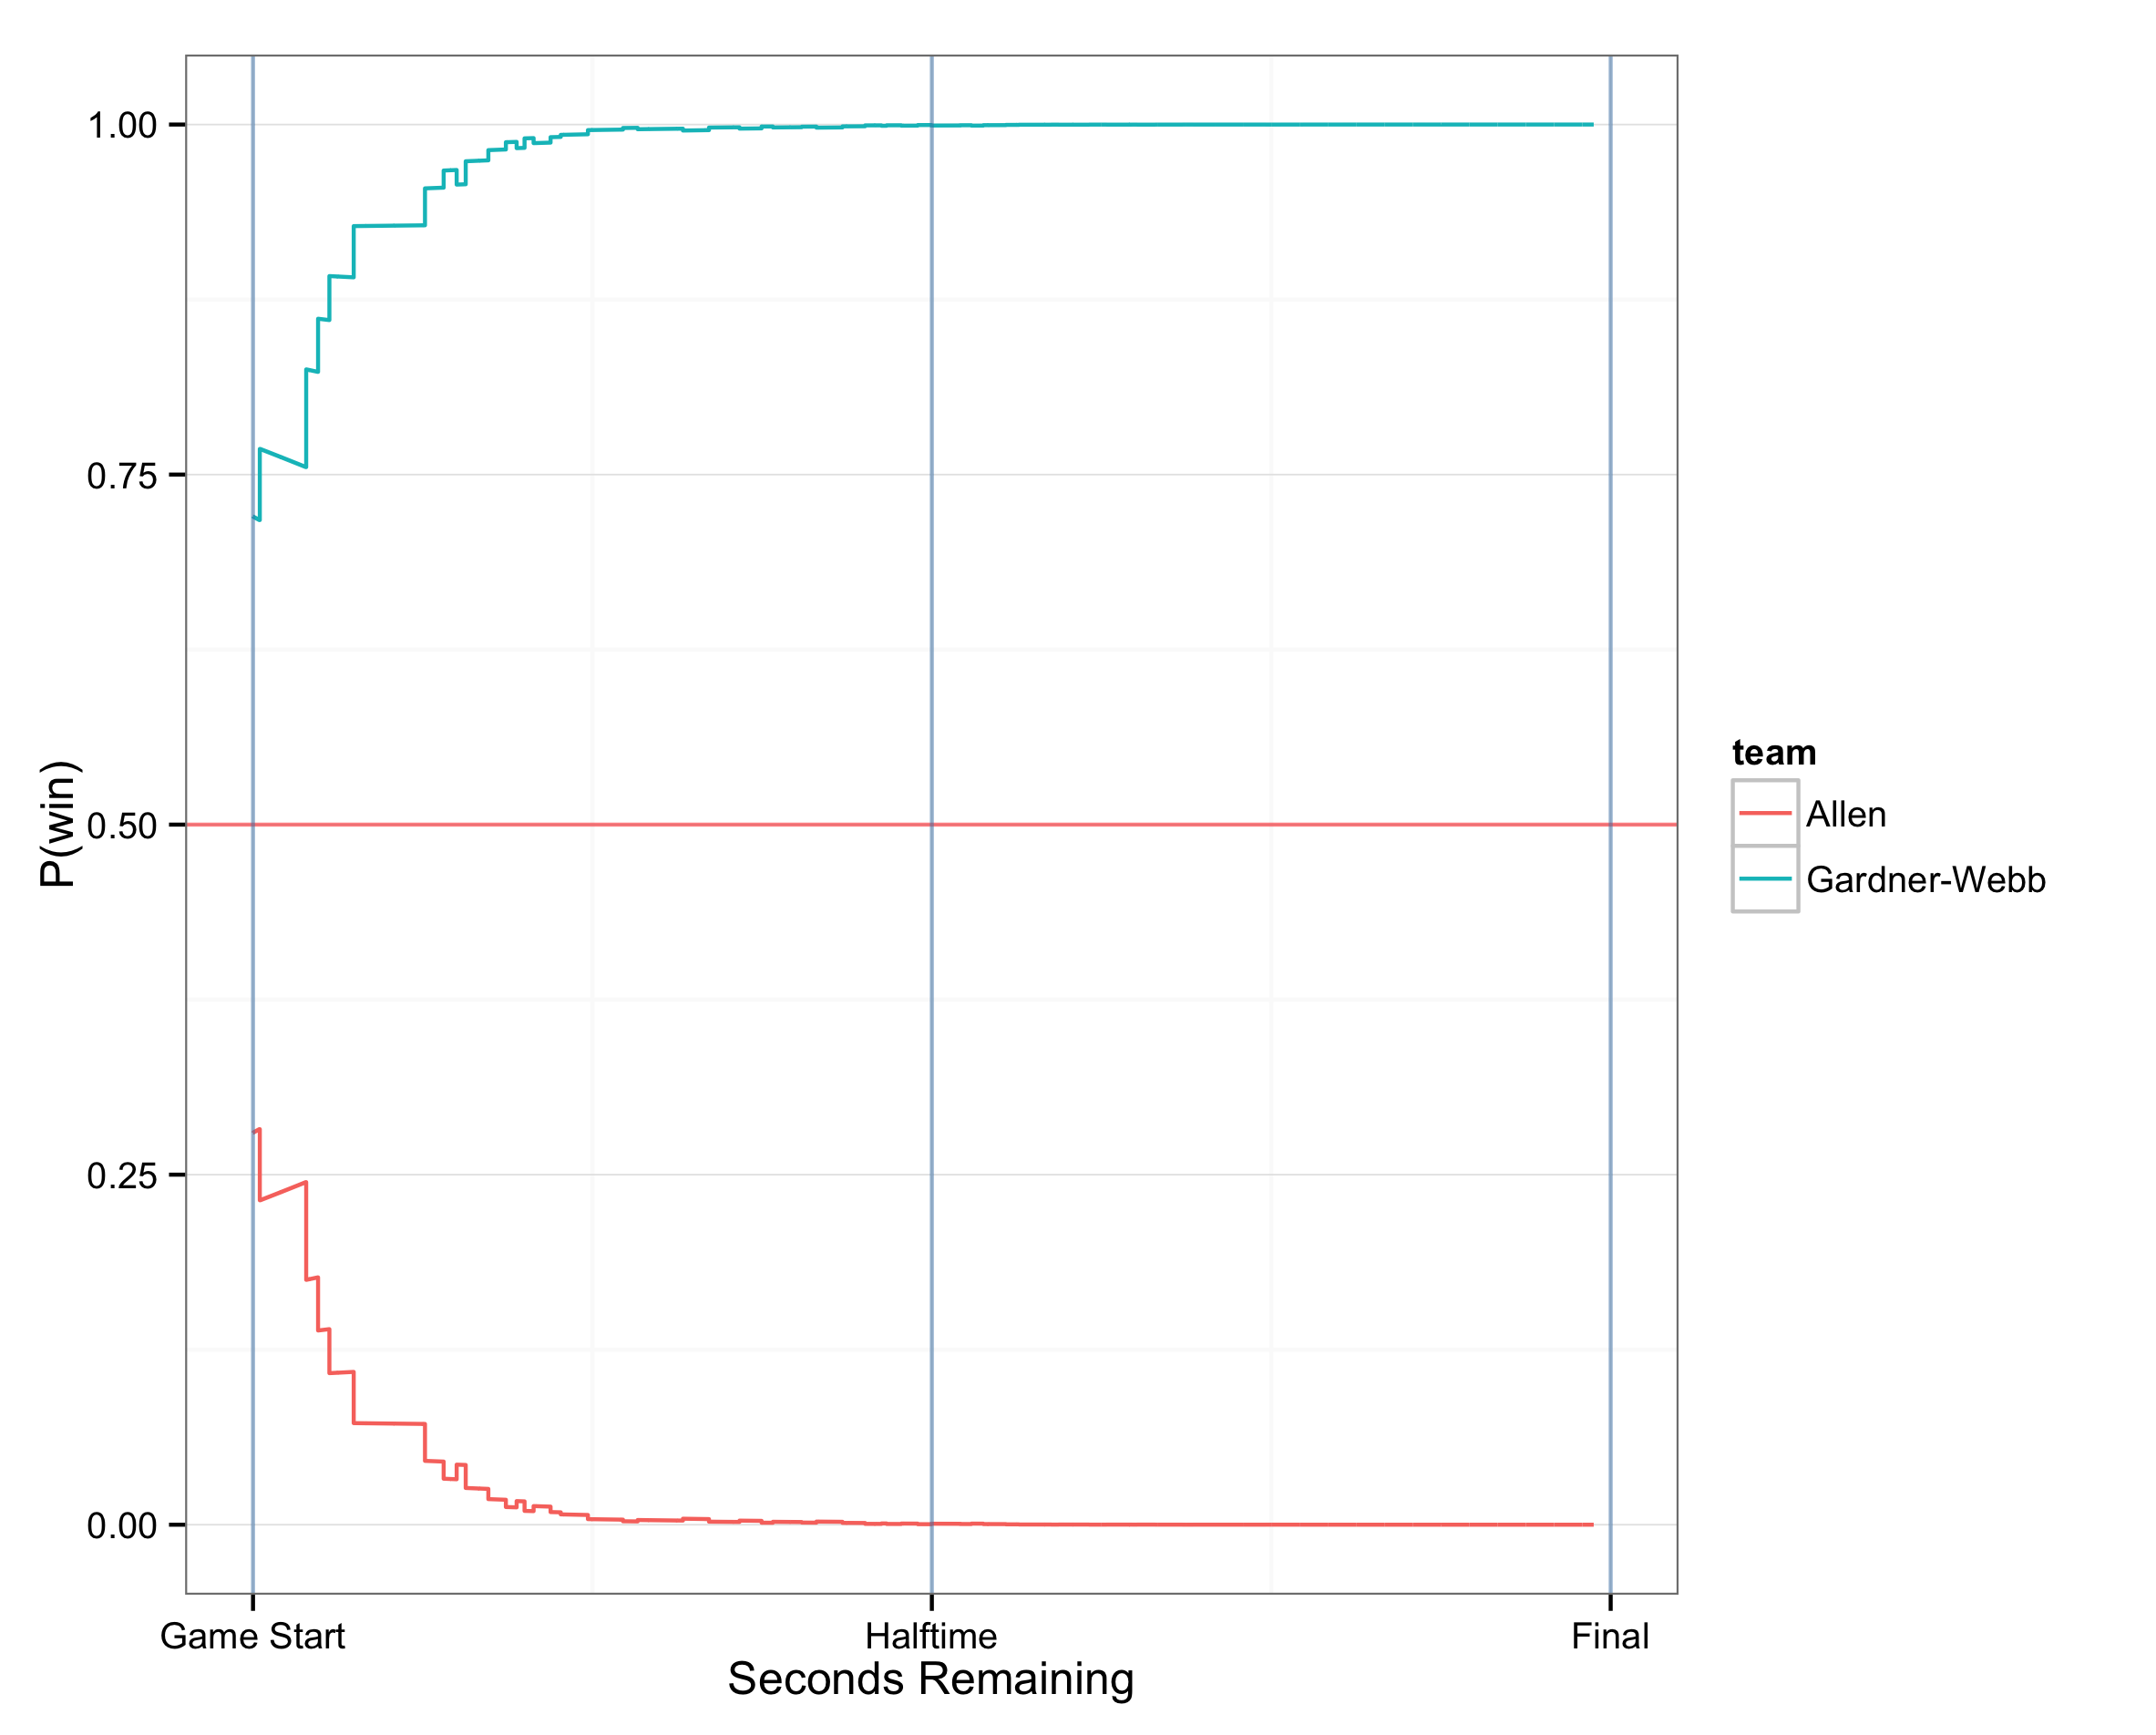 P(win)
1.00
0.75
0.50
0.25
0.00
Game Start
Halftime
Final
Seconds Remaining
team
Allen
Gardner-Webb